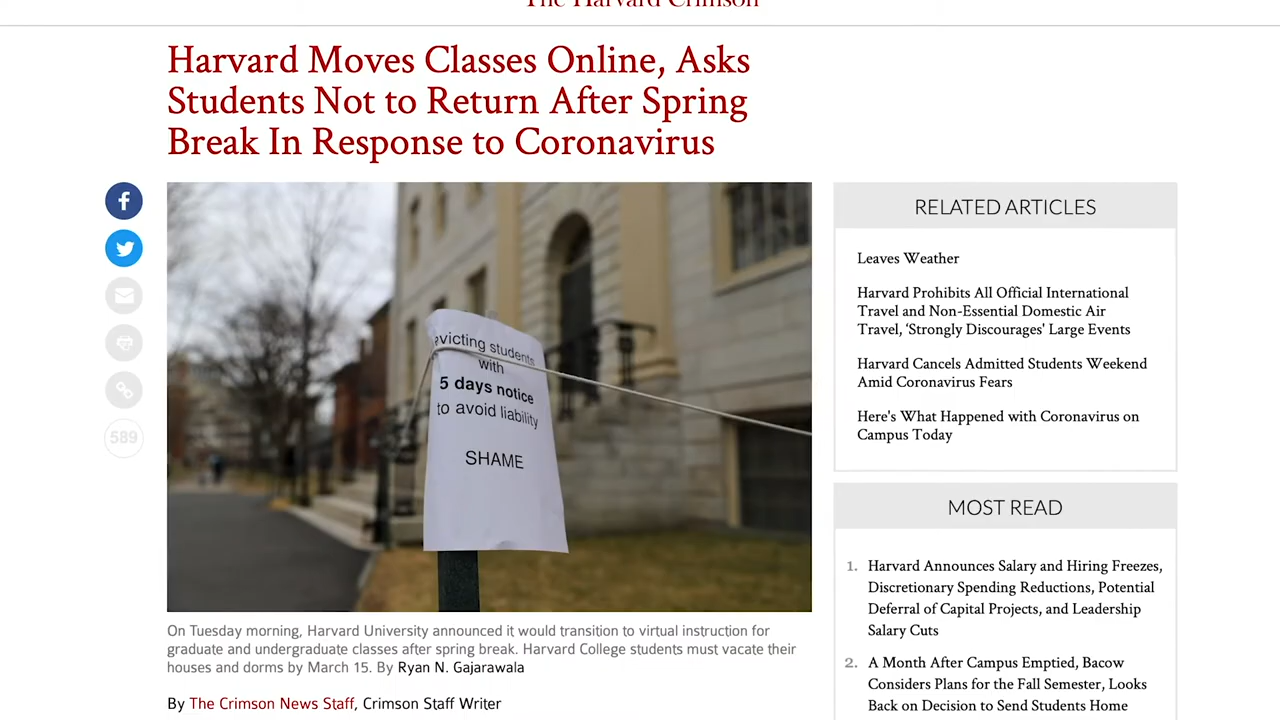 The Harvard Crimson
Harvard Moves Classes Online, Asks
Students Not to Return After Spring
Break In Response to Coronavirus
589
evicting students
with
5 days notice
to avoid liability
SHAME
On Tuesday morning, Harvard University announced it would transition to virtual instruction for
graduate and undergraduate classes after spring break. Harvard College students must vacate their
houses and dorms by March 15. By Ryan N. Gajarawala
By The Crimson News Staff, Crimson Staff Writer
RELATED ARTICLES
Leaves Weather
Harvard Prohibits All Official International
Travel and Non-Essential Domestic Air
Travel, 'Strongly Discourages' Large Events
Harvard Cancels Admitted Students Weekend
Amid Coronavirus Fears
Here's What Happened with Coronavirus on
Campus Today
MOST READ
1. Harvard Announces Salary and Hiring Freezes,
Discretionary Spending Reductions, Potential
Deferral of Capital Projects, and Leadership
Salary Cuts
2. A Month After Campus Emptied, Bacow
Considers Plans for the Fall Semester, Looks
Back on Decision to Send Students Home